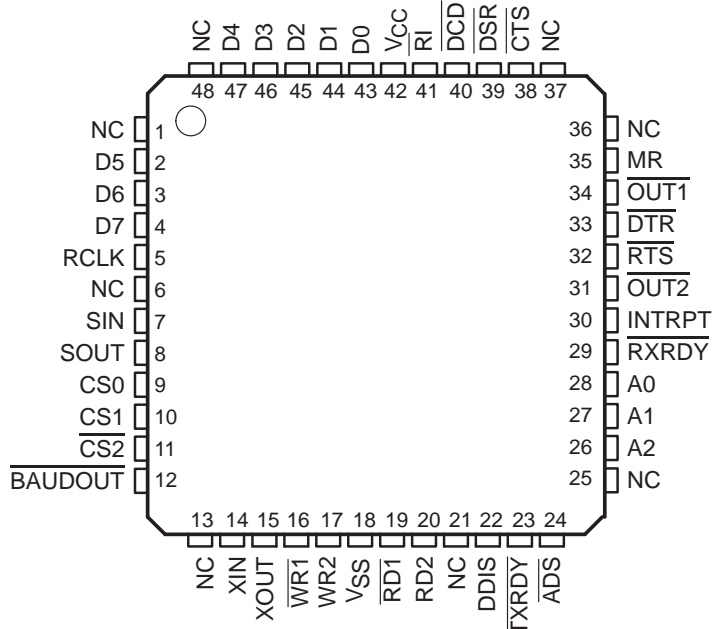 NC D4 D3 D2 D1 D0 VCC RI DCD DSR CTS NC
48 47 46 45 44 43 42 41 40 39 38 37
NC 1
D5 2
D6 3
D7 4
RCLK 5
NC 6
SIN 7
SOUT 8
CS0 9
CS1 10
CS2 11
BAUDOUT 12
36 NC
35 MR
34 OUT1
33 DTR
32 RTS
31 OUT2
30 INTRPT
29 RXRDY
28 A0
27 A1
26 A2
25 NC
13 14 15 16 17 18 19 20 21 22 23 24
NC XIN XOUT WR1 WR2 VSS RD1 RD2 NC DDIS TXRDY ADS